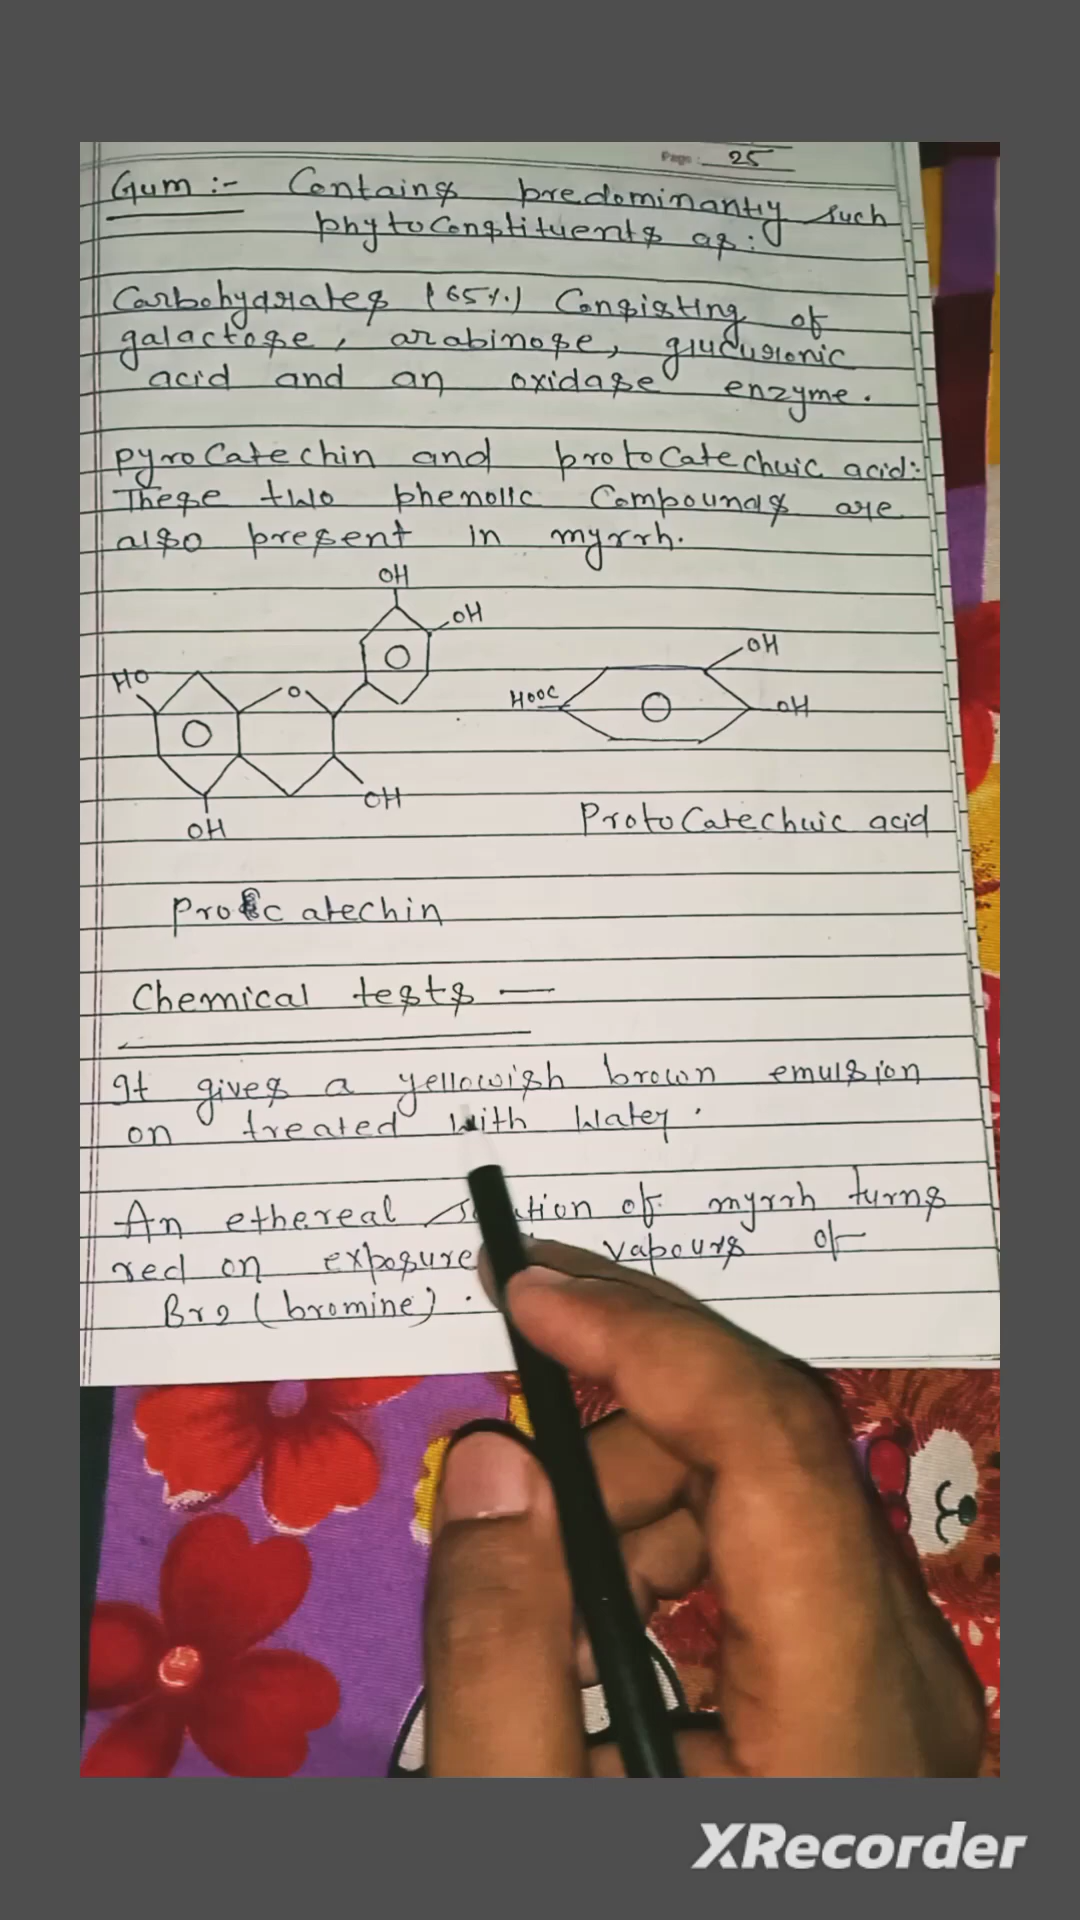 Page: 25
Gum :- Contains predominantly such
phytoconstituents as:
Carbohydrates (65%) Consisting of
galactose, arabinose, glucuronic
acid and an oxidase enzyme.
pyrocatechin and protocatechuic acid:
These two phenolic Compounds are
also present in myrrh.
OH
OH
HO
O
OH
OH
HOOC
OH
OH
Protocatechuic acid
catechin
Chemical tests —
It gives a yellowish brown emulsion
on treated with water.
An ethereal of myrrh turns
red on exposure vapours of
Br2 (bromine).
XRecorder